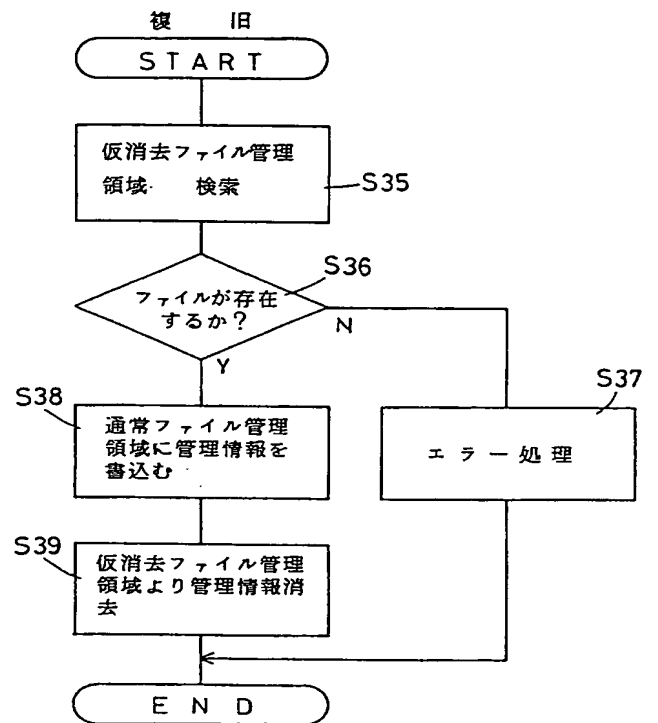 復 旧
START
仮消去ファイル管理
領域 検索
S35
S36
ファイルが存在
するか?
N
Y
S38
通常ファイル管理
領域に管理情報を
書込む
S37
エラー処理
S39
仮消去ファイル管理
領域より管理情報消
去
END